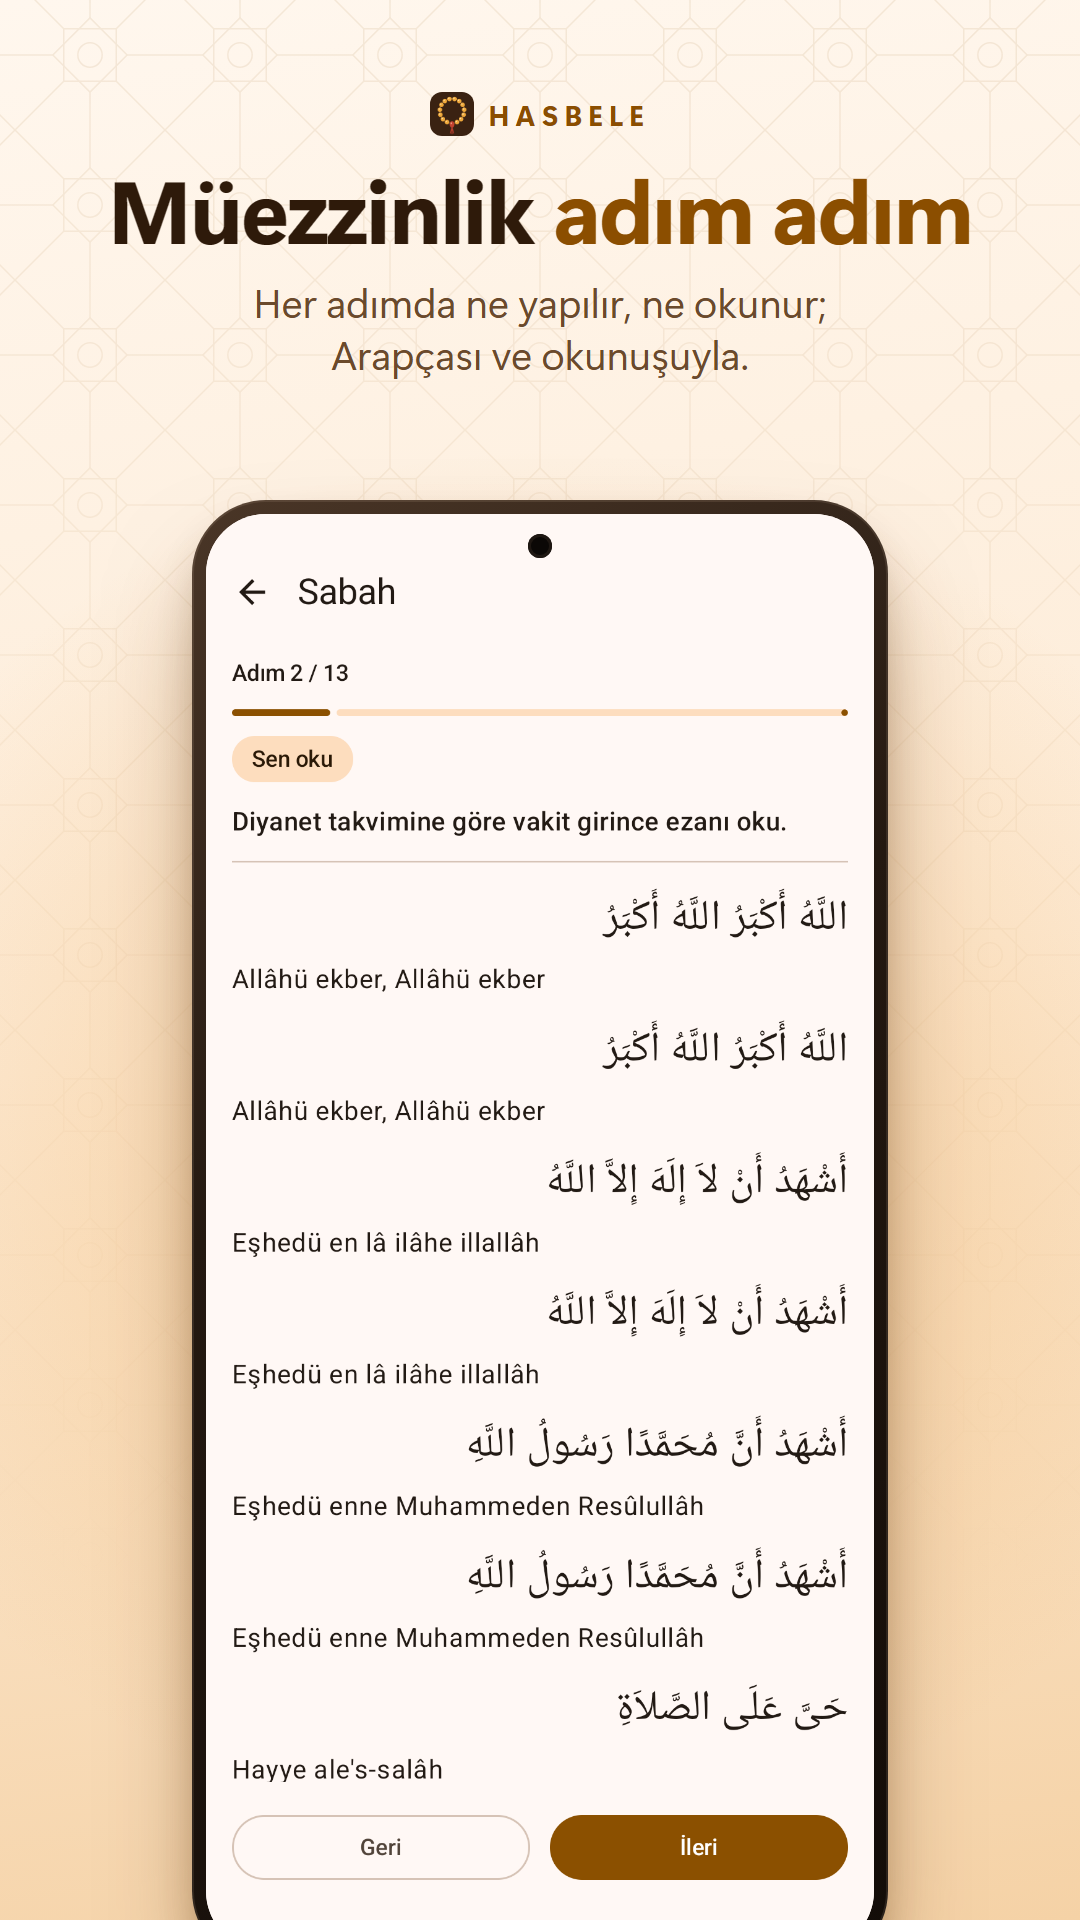 HASBELE
Müezzinlik adım adım
Her adımda ne yapılır, ne okunur;
Arapçası ve okunuşuyla.
Sabah
Adım 2 / 13
Sen oku
Diyanet takvimine göre vakit girince ezanı oku.
اللَّهُ أَكْبَرُ اللَّهُ أَكْبَرُ
Allâhü ekber, Allâhü ekber
اللَّهُ أَكْبَرُ اللَّهُ أَكْبَرُ
Allâhü ekber, Allâhü ekber
أَشْهَدُ أَنْ لاَ إِلَهَ إِلاَّ اللَّهُ
Eşhedü en lâ ilâhe illallâh
أَشْهَدُ أَنْ لاَ إِلَهَ إِلاَّ اللَّهُ
Eşhedü en lâ ilâhe illallâh
أَشْهَدُ أَنَّ مُحَمَّدًا رَسُولُ اللَّهِ
Eşhedü enne Muhammeden Resûlullâh
أَشْهَدُ أَنَّ مُحَمَّدًا رَسُولُ اللَّهِ
Eşhedü enne Muhammeden Resûlullâh
حَىَّ عَلَى الصَّلاَةِ
Hayye ale's-salâh
Geri
İleri